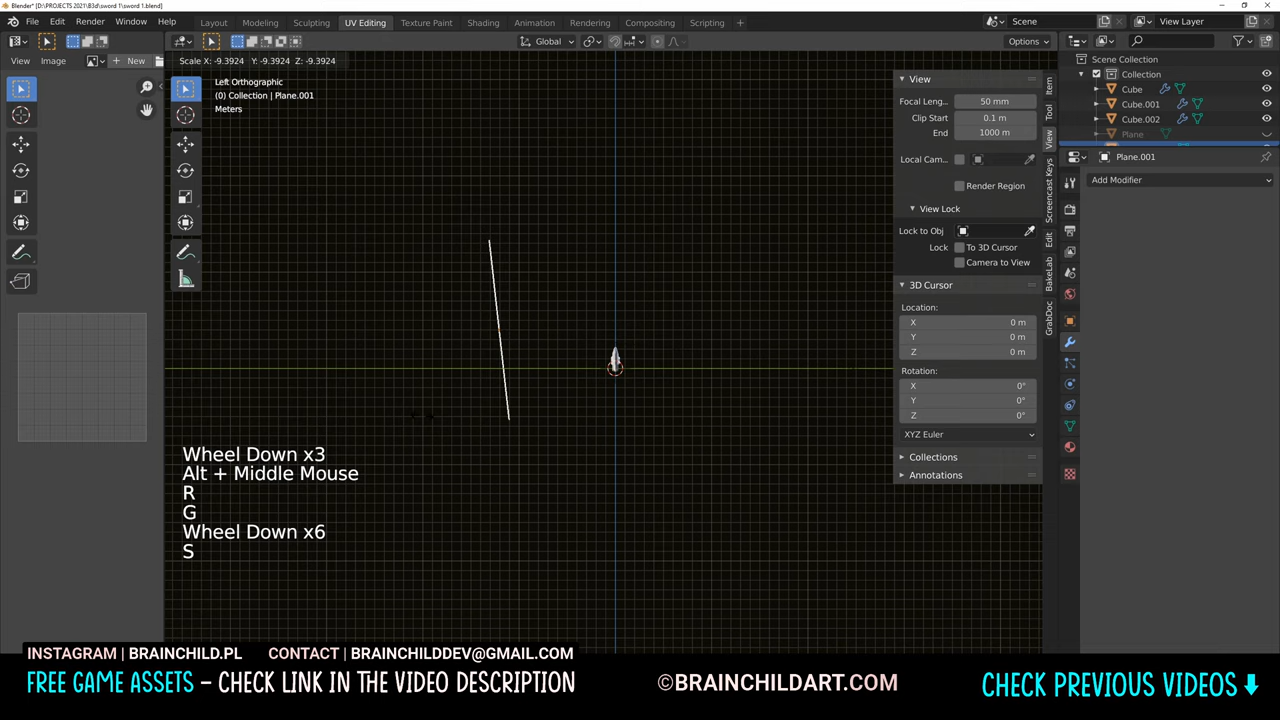 Blender* [D:\PROJECTS 2021\B3d\sword 1\sword 1.blend]
File Edit Render Window Help
Layout Modeling Sculpting UV Editing Texture Paint Shading Animation Rendering Compositing Scripting +
Scene
View Layer
Global
Options
View Image
New
Scale X: -9.3924 Y: -9.3924 Z: -9.3924
Left Orthographic
(0) Collection | Plane.001
Meters
View
Focal Leng... 50 mm
Clip Start 0.1 m
End 1000 m
Local Cam...
Render Region
View Lock
Lock to Obj
Lock To 3D Cursor
Camera to View
3D Cursor
Location:
X 0 m
Y 0 m
Z 0 m
Rotation:
X 0°
Y 0°
Z 0°
XYZ Euler
Collections
Annotations
Item
Tool
View
Screencast Keys
Edit
BakeLab
GrabDoc
Scene Collection
Collection
Cube
Cube.001
Cube.002
Plane
Plane.001
Add Modifier
Wheel Down x3
Alt + Middle Mouse
R
G
Wheel Down x6
S
INSTAGRAM | BRAINCHILD.PL CONTACT | BRAINCHILDDEV@GMAIL.COM
FREE GAME ASSETS - CHECK LINK IN THE VIDEO DESCRIPTION
©BRAINCHILDART.COM
CHECK PREVIOUS VIDEOS